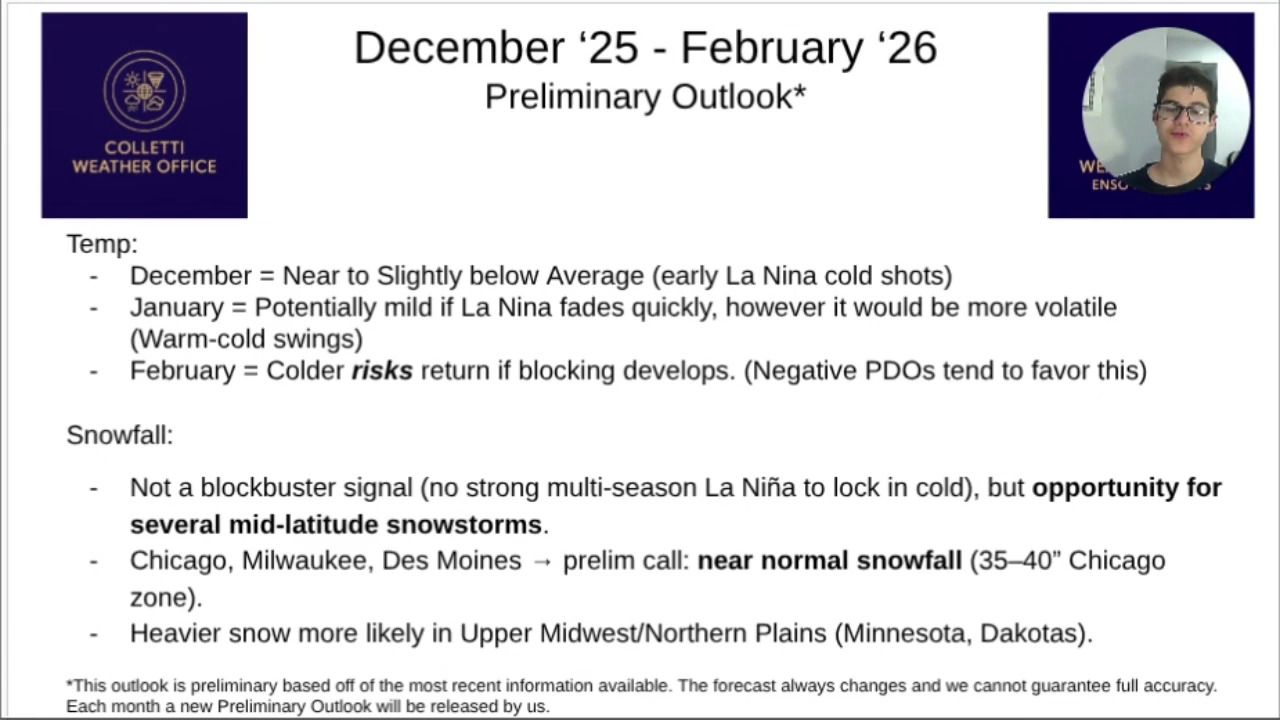 December ‘25 - February ‘26
Preliminary Outlook*
COLLETTI
WEATHER OFFICE
Temp:
- December = Near to Slightly below Average (early La Nina cold shots)
- January = Potentially mild if La Nina fades quickly, however it would be more volatile
(Warm-cold swings)
- February = Colder risks return if blocking develops. (Negative PDOs tend to favor this)
Snowfall:
- Not a blockbuster signal (no strong multi-season La Niña to lock in cold), but opportunity for
several mid-latitude snowstorms.
- Chicago, Milwaukee, Des Moines → prelim call: near normal snowfall (35–40” Chicago
zone).
- Heavier snow more likely in Upper Midwest/Northern Plains (Minnesota, Dakotas).
*This outlook is preliminary based off of the most recent information available. The forecast always changes and we cannot guarantee full accuracy.
Each month a new Preliminary Outlook will be released by us.